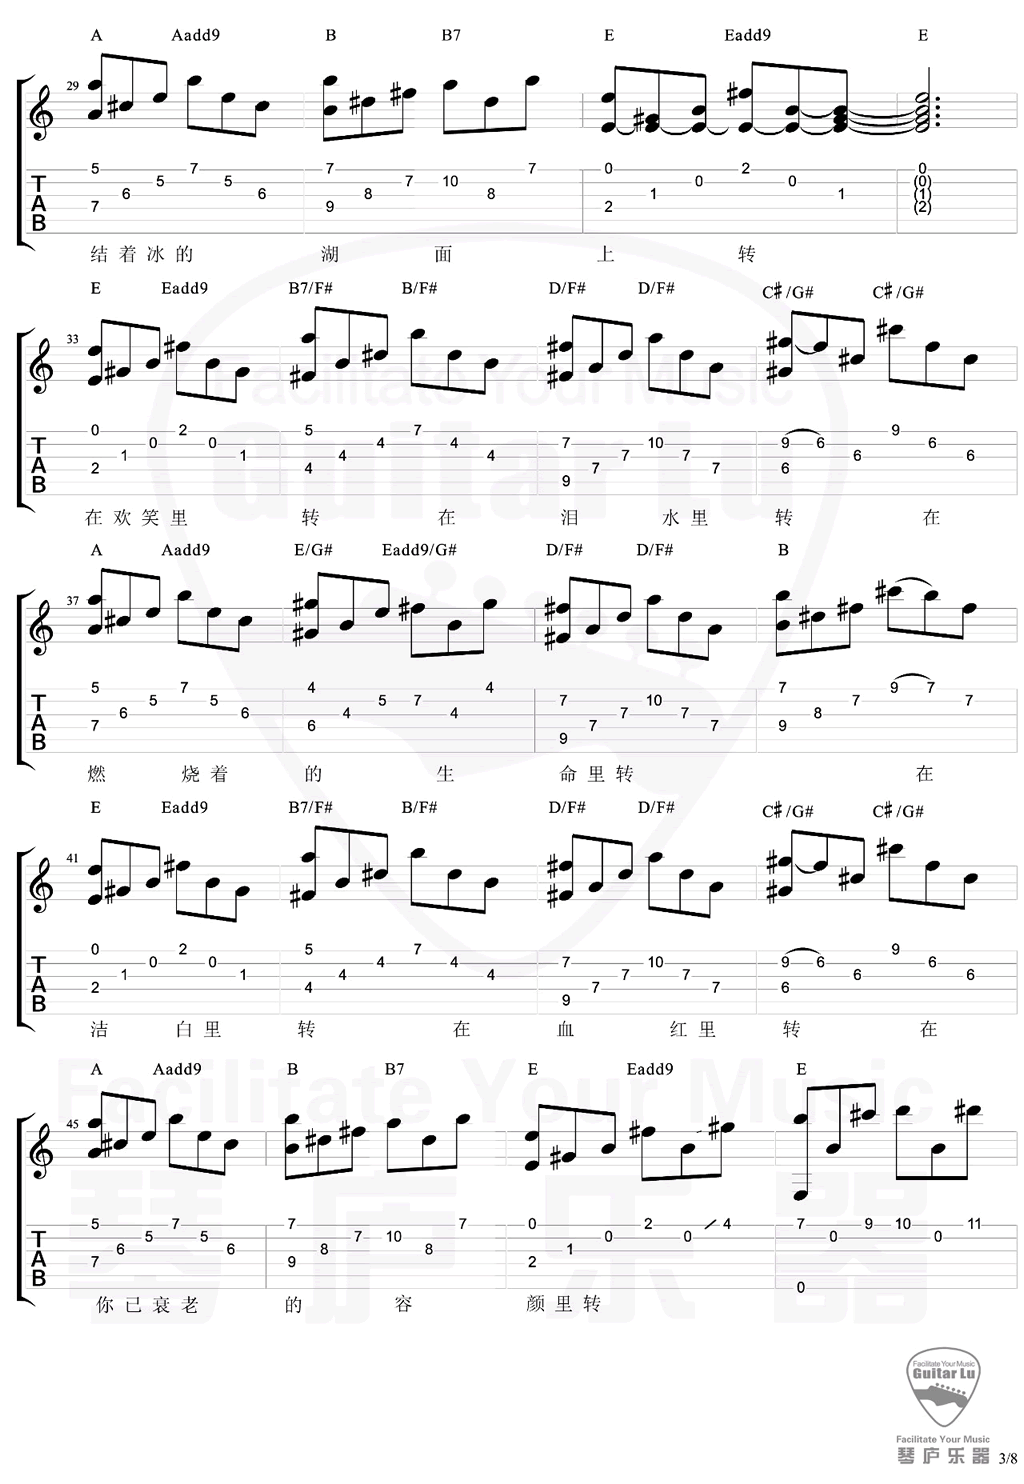 A Aadd9 B B7 E Eadd9 E
29
5 7 6 5 7 5 6 7 9 8 7 10 8 7 0 2 1 0 2 0 1 0 (0) (1) (2)
T A B
结着冰的 湖 面 上 转
E Eadd9 B7/F# B/F# D/F# D/F# C♯/G# C♯/G#
33
0 2 1 0 2 0 1 5 4 4 4 7 4 4 7 9 7 7 10 7 7 9 6 6 6 9 6 6
T A B
在欢笑里 转 在 泪 水里 转 在
A Aadd9 E/G# Eadd9/G# D/F# D/F# B
37
5 7 6 5 7 5 6 4 6 4 5 7 4 4 7 9 7 7 10 7 7 7 9 8 7 9 7 7
T A B
燃 烧着 的 生 命里转 在
E Eadd9 B7/F# B/F# D/F# D/F# C♯/G# C♯/G#
41
0 2 1 0 2 0 1 5 4 4 4 7 4 4 7 9 7 7 10 7 7 9 6 6 6 9 6 6
T A B
洁 白里 转 在 血 红里 转 在
A Aadd9 B B7 E Eadd9 E
45
5 7 6 5 7 5 6 7 9 8 7 10 8 7 0 2 1 0 2 0 4 7 0 0 9 10 0 11
T A B
你已衰老 的 容 颜里转
Facilitate Your Music
Guitar Lu
Facilitate Your Music
琴庐乐器
Facilitate Your Music
Guitar Lu
Facilitate Your Music
琴庐乐器 3/8